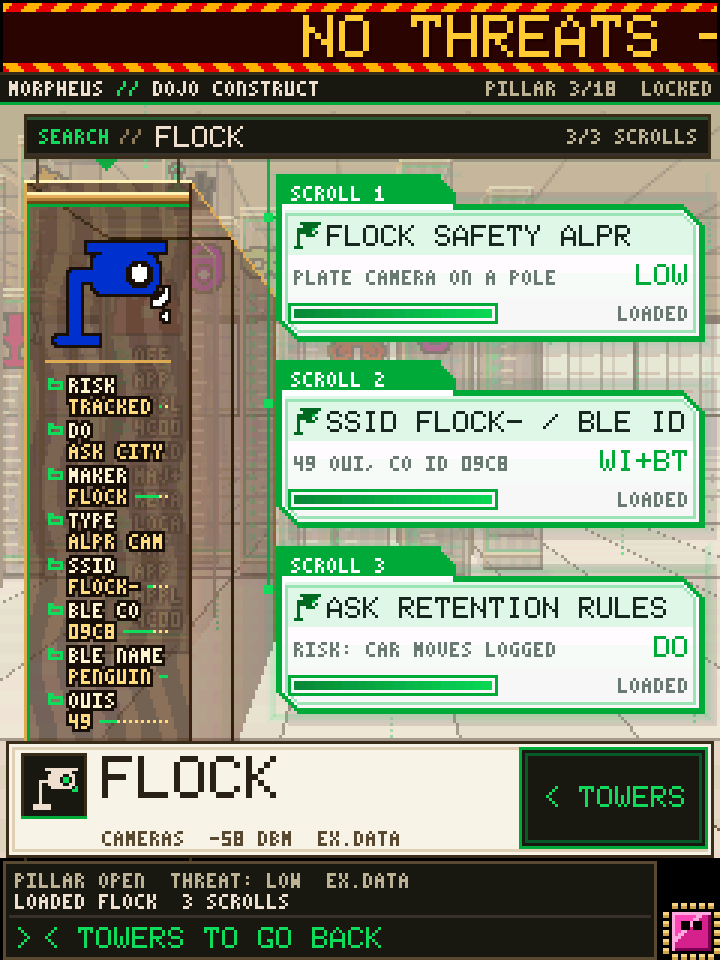 NO THREATS -
MORPHEUS // DOJO CONSTRUCT PILLAR 3/18 LOCKED
SEARCH // FLOCK 3/3 SCROLLS
SCROLL 1
FLOCK SAFETY ALPR
PLATE CAMERA ON A POLE LOW
LOADED
SCROLL 2
SSID FLOCK- / BLE ID
49 OUI, CO ID 09C8 WI+BT
LOADED
SCROLL 3
ASK RETENTION RULES
RISK: CAR MOVES LOGGED DO
LOADED
RISK
TRACKED
DO
ASK CITY
MAKER
FLOCK
TYPE
ALPR CAM
SSID
FLOCK-
BLE CO
09C8
BLE NAME
PENGUIN
OUIS
49
FLOCK
CAMERAS -58 DBM EX.DATA
< TOWERS
PILLAR OPEN THREAT: LOW EX.DATA
LOADED FLOCK 3 SCROLLS
> < TOWERS TO GO BACK